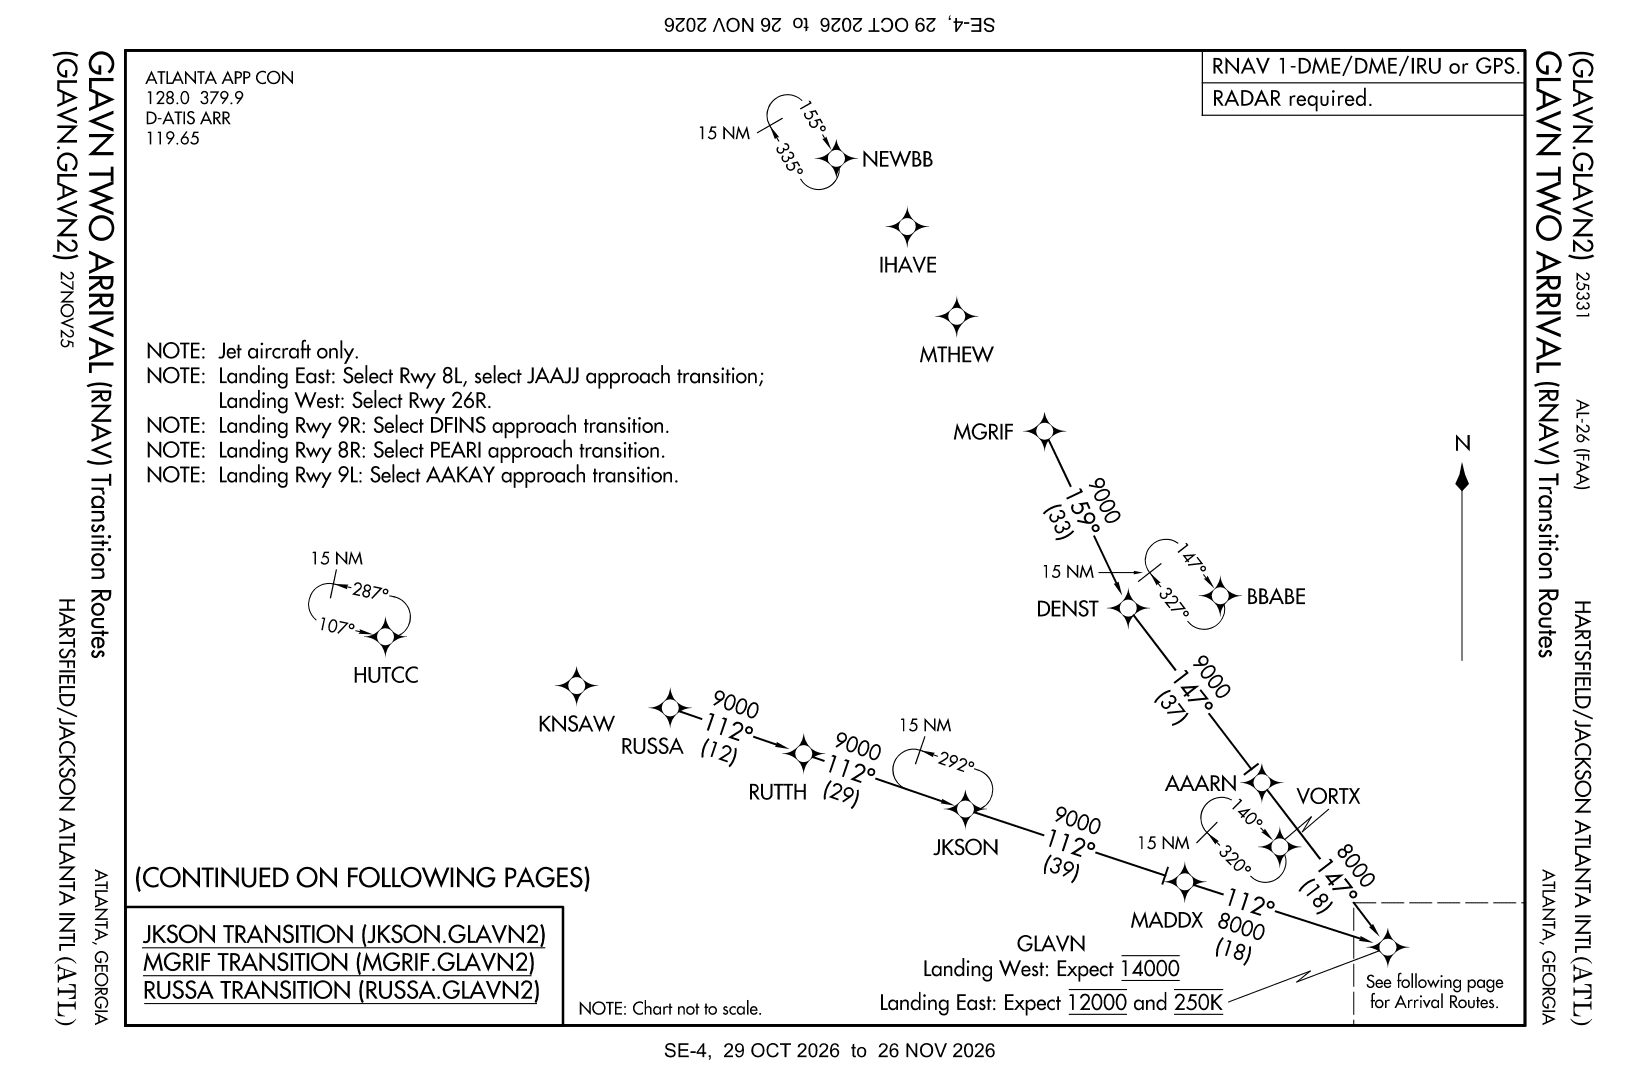 SE-4, 29 OCT 2026 to 26 NOV 2026
(GLAVN.GLAVN2) 27NOV25
GLAVN TWO ARRIVAL (RNAV) Transition Routes
HARTSFIELD/JACKSON ATLANTA INTL (ATL)
ATLANTA, GEORGIA
ATLANTA APP CON
128.0 379.9
D-ATIS ARR
119.65
RNAV 1-DME/DME/IRU or GPS.
RADAR required.
15 NM
155°
335°
NEWBB
IHAVE
MTHEW
NOTE: Jet aircraft only.
NOTE: Landing East: Select Rwy 8L, select JAAJJ approach transition;
Landing West: Select Rwy 26R.
NOTE: Landing Rwy 9R: Select DFINS approach transition.
NOTE: Landing Rwy 8R: Select PEARI approach transition.
NOTE: Landing Rwy 9L: Select AAKAY approach transition.
MGRIF
N
9000
159°
(33)
15 NM
147°
327°
BBABE
DENST
15 NM
287°
107°
HUTCC
9000
147°
(37)
KNSAW
RUSSA
9000
112°
(12)
RUTTH
9000
112°
(29)
15 NM
292°
JKSON
9000
112°
(39)
AAARN
VORTX
15 NM
140°
320°
8000
147°
(18)
MADDX
112°
8000
(18)
(CONTINUED ON FOLLOWING PAGES)
JKSON TRANSITION (JKSON.GLAVN2)
MGRIF TRANSITION (MGRIF.GLAVN2)
RUSSA TRANSITION (RUSSA.GLAVN2)
NOTE: Chart not to scale.
GLAVN
Landing West: Expect 14000
Landing East: Expect 12000 and 250K
See following page
for Arrival Routes.
GLAVN TWO ARRIVAL (RNAV) Transition Routes
(GLAVN.GLAVN2) 25331
AL-26 (FAA)
HARTSFIELD/JACKSON ATLANTA INTL (ATL)
ATLANTA, GEORGIA
SE-4, 29 OCT 2026 to 26 NOV 2026